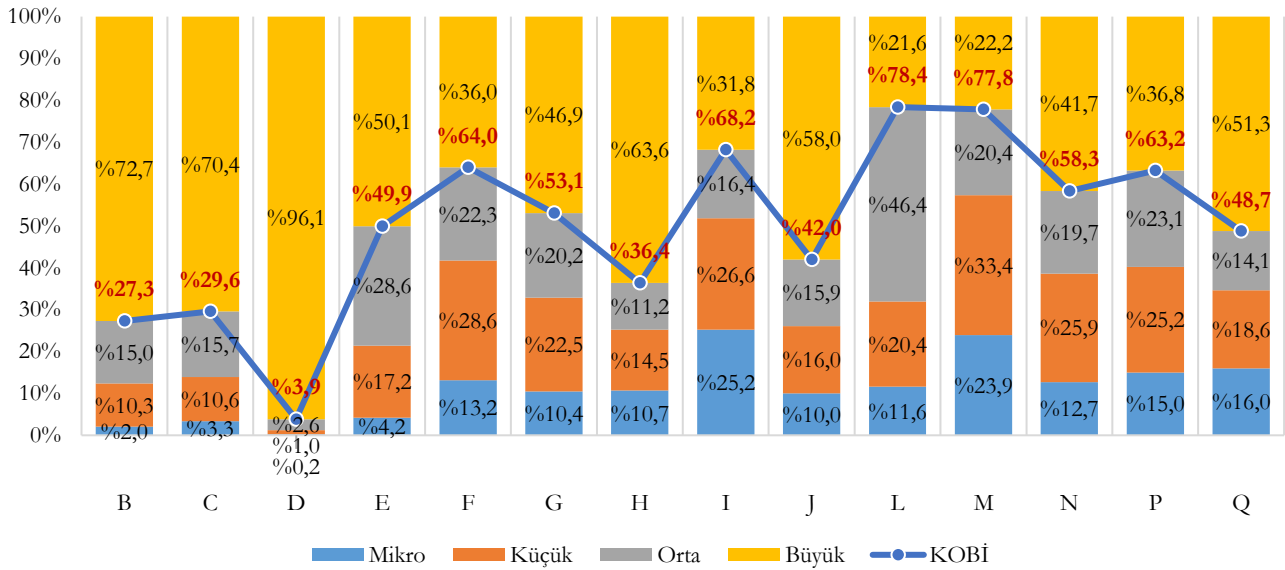 100%
90%
80%
70%
60%
50%
40%
30%
20%
10%
0%
%72,7 %27,3 %15,0 %10,3 %2,0
%70,4 %29,6 %15,7 %10,6 %3,3
%96,1 %3,9 %2,6 %1,0 %0,2
%50,1 %49,9 %28,6 %17,2 %4,2
%36,0 %64,0 %22,3 %28,6 %13,2
%46,9 %53,1 %20,2 %22,5 %10,4
%63,6 %36,4 %11,2 %14,5 %10,7
%31,8 %68,2 %16,4 %26,6 %25,2
%58,0 %42,0 %15,9 %16,0 %10,0
%21,6 %78,4 %46,4 %20,4 %11,6
%22,2 %77,8 %20,4 %33,4 %23,9
%41,7 %58,3 %19,7 %25,9 %12,7
%36,8 %63,2 %23,1 %25,2 %15,0
%51,3 %48,7 %14,1 %18,6 %16,0
B C D E F G H I J L M N P Q
Mikro Küçük Orta Büyük KOBİ